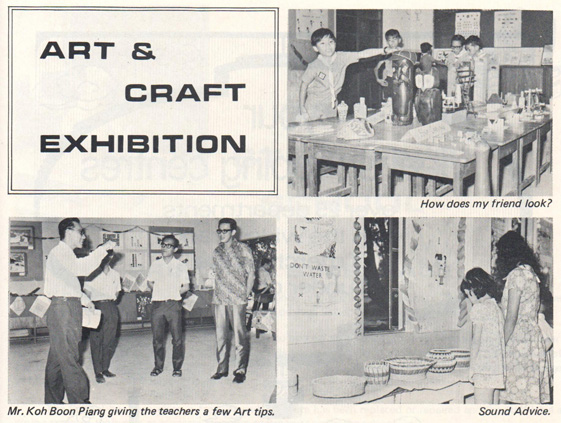 ART &
CRAFT
EXHIBITION
How does my friend look?
DON'T WASTE
WATER
Mr. Koh Boon Piang giving the teachers a few Art tips.
Sound Advice.